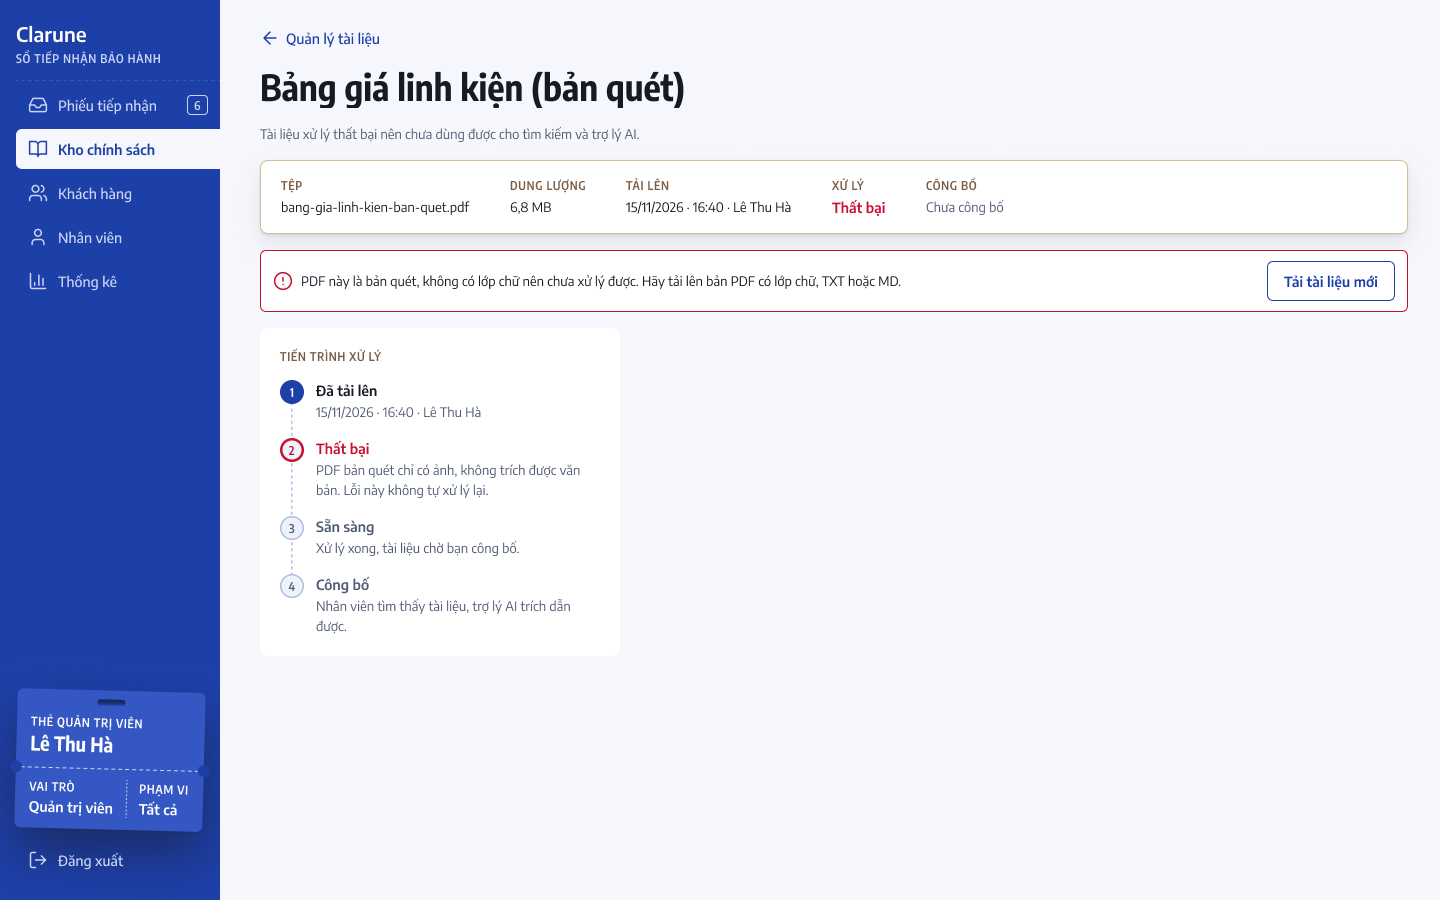 Clarune
SỔ TIẾP NHẬN BẢO HÀNH
Phiếu tiếp nhận 6
Kho chính sách
Khách hàng
Nhân viên
Thống kê
THẺ QUẢN TRỊ VIÊN
Lê Thu Hà
VAI TRÒ PHẠM VI
Quản trị viên Tất cả
Đăng xuất
Quản lý tài liệu
Bảng giá linh kiện (bản quét)
Tài liệu xử lý thất bại nên chưa dùng được cho tìm kiếm và trợ lý AI.
TỆP DUNG LƯỢNG TẢI LÊN XỬ LÝ CÔNG BỐ
bang-gia-linh-kien-ban-quet.pdf 6,8 MB 15/11/2026 · 16:40 · Lê Thu Hà Thất bại Chưa công bố
PDF này là bản quét, không có lớp chữ nên chưa xử lý được. Hãy tải lên bản PDF có lớp chữ, TXT hoặc MD.
Tải tài liệu mới
TIẾN TRÌNH XỬ LÝ
1 Đã tải lên
15/11/2026 · 16:40 · Lê Thu Hà
2 Thất bại
PDF bản quét chỉ có ảnh, không trích được văn
bản. Lỗi này không tự xử lý lại.
3 Sẵn sàng
Xử lý xong, tài liệu chờ bạn công bố.
4 Công bố
Nhân viên tìm thấy tài liệu, trợ lý AI trích dẫn
được.